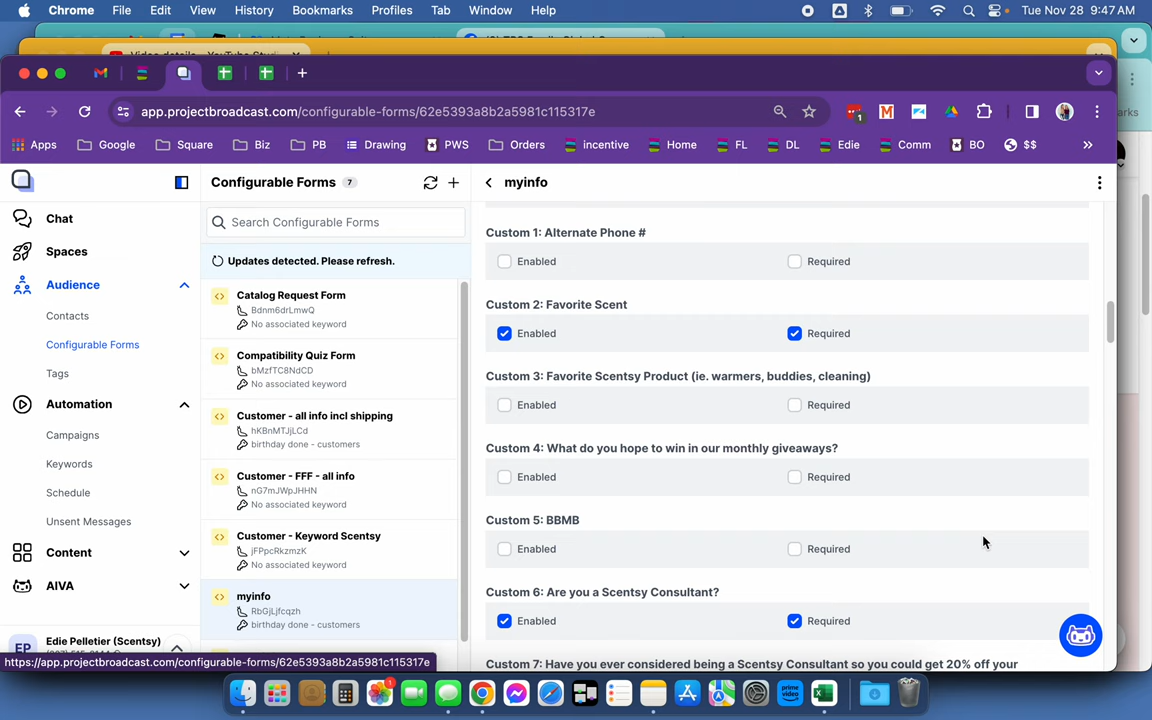 Chrome File Edit View History Bookmarks Profiles Tab Window Help Tue Nov 28 9:47 AM
app.projectbroadcast.com/configurable-forms/62e5393a8b2a5981c115317e
Apps Google Square Biz PB Drawing PWS Orders incentive Home FL DL Edie Comm BO $$ »
Configurable Forms 7
myinfo
Chat
Spaces
Audience
Contacts
Configurable Forms
Tags
Automation
Campaigns
Keywords
Schedule
Unsent Messages
Content
AIVA
EP Edie Pelletier (Scentsy)
https://app.projectbroadcast.com/configurable-forms/62e5393a8b2a5981c115317e
Search Configurable Forms
Updates detected. Please refresh.
Catalog Request Form
Bdnm6drLmwQ
No associated keyword
Compatibility Quiz Form
bMzfTC8NdCD
No associated keyword
Customer - all info incl shipping
hKBnMTJjLCd
birthday done - customers
Customer - FFF - all info
nG7mJWpJHHN
No associated keyword
Customer - Keyword Scentsy
jFPpcRkzmzK
No associated keyword
myinfo
RbGjLjfcqzh
birthday done - customers
Custom 1: Alternate Phone #
Enabled Required
Custom 2: Favorite Scent
Enabled Required
Custom 3: Favorite Scentsy Product (ie. warmers, buddies, cleaning)
Enabled Required
Custom 4: What do you hope to win in our monthly giveaways?
Enabled Required
Custom 5: BBMB
Enabled Required
Custom 6: Are you a Scentsy Consultant?
Enabled Required
Custom 7: Have you ever considered being a Scentsy Consultant so you could get 20% off your